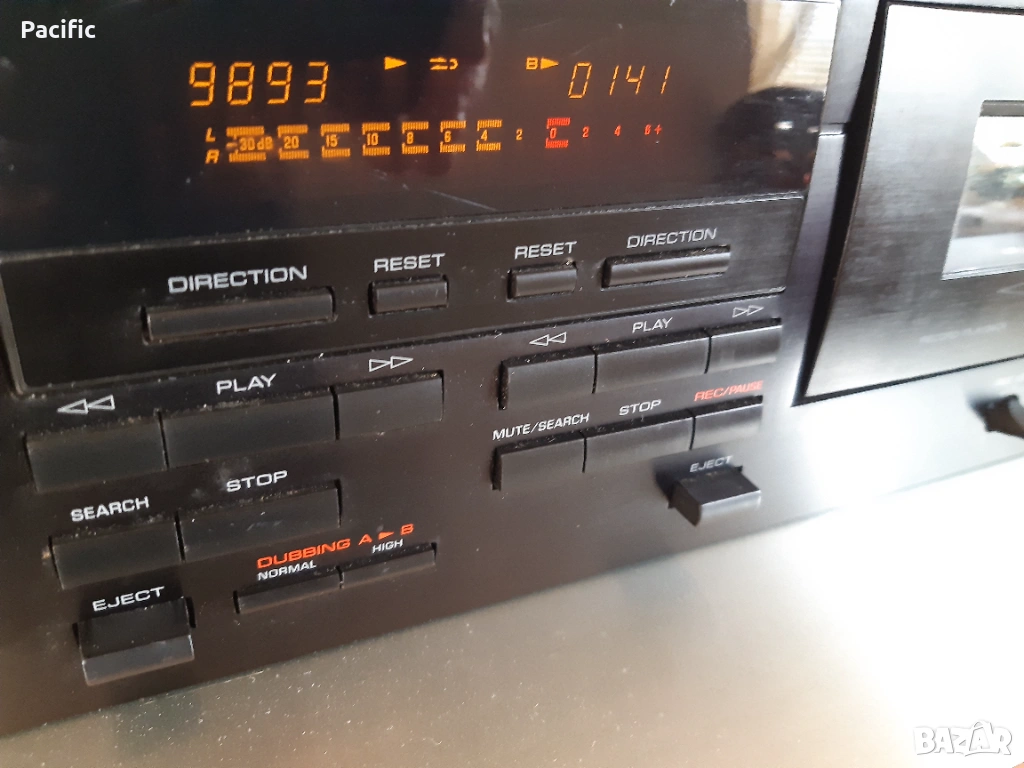 Pacific
9893 B 0141
L
-30dB 20 15 10 8 6 4 2 0 2 4 6+
R
DIRECTION RESET RESET DIRECTION
PLAY PLAY
MUTE/SEARCH STOP REC/PAUSE
SEARCH STOP
EJECT
DUBBING A B
NORMAL HIGH
EJECT
BAZAR